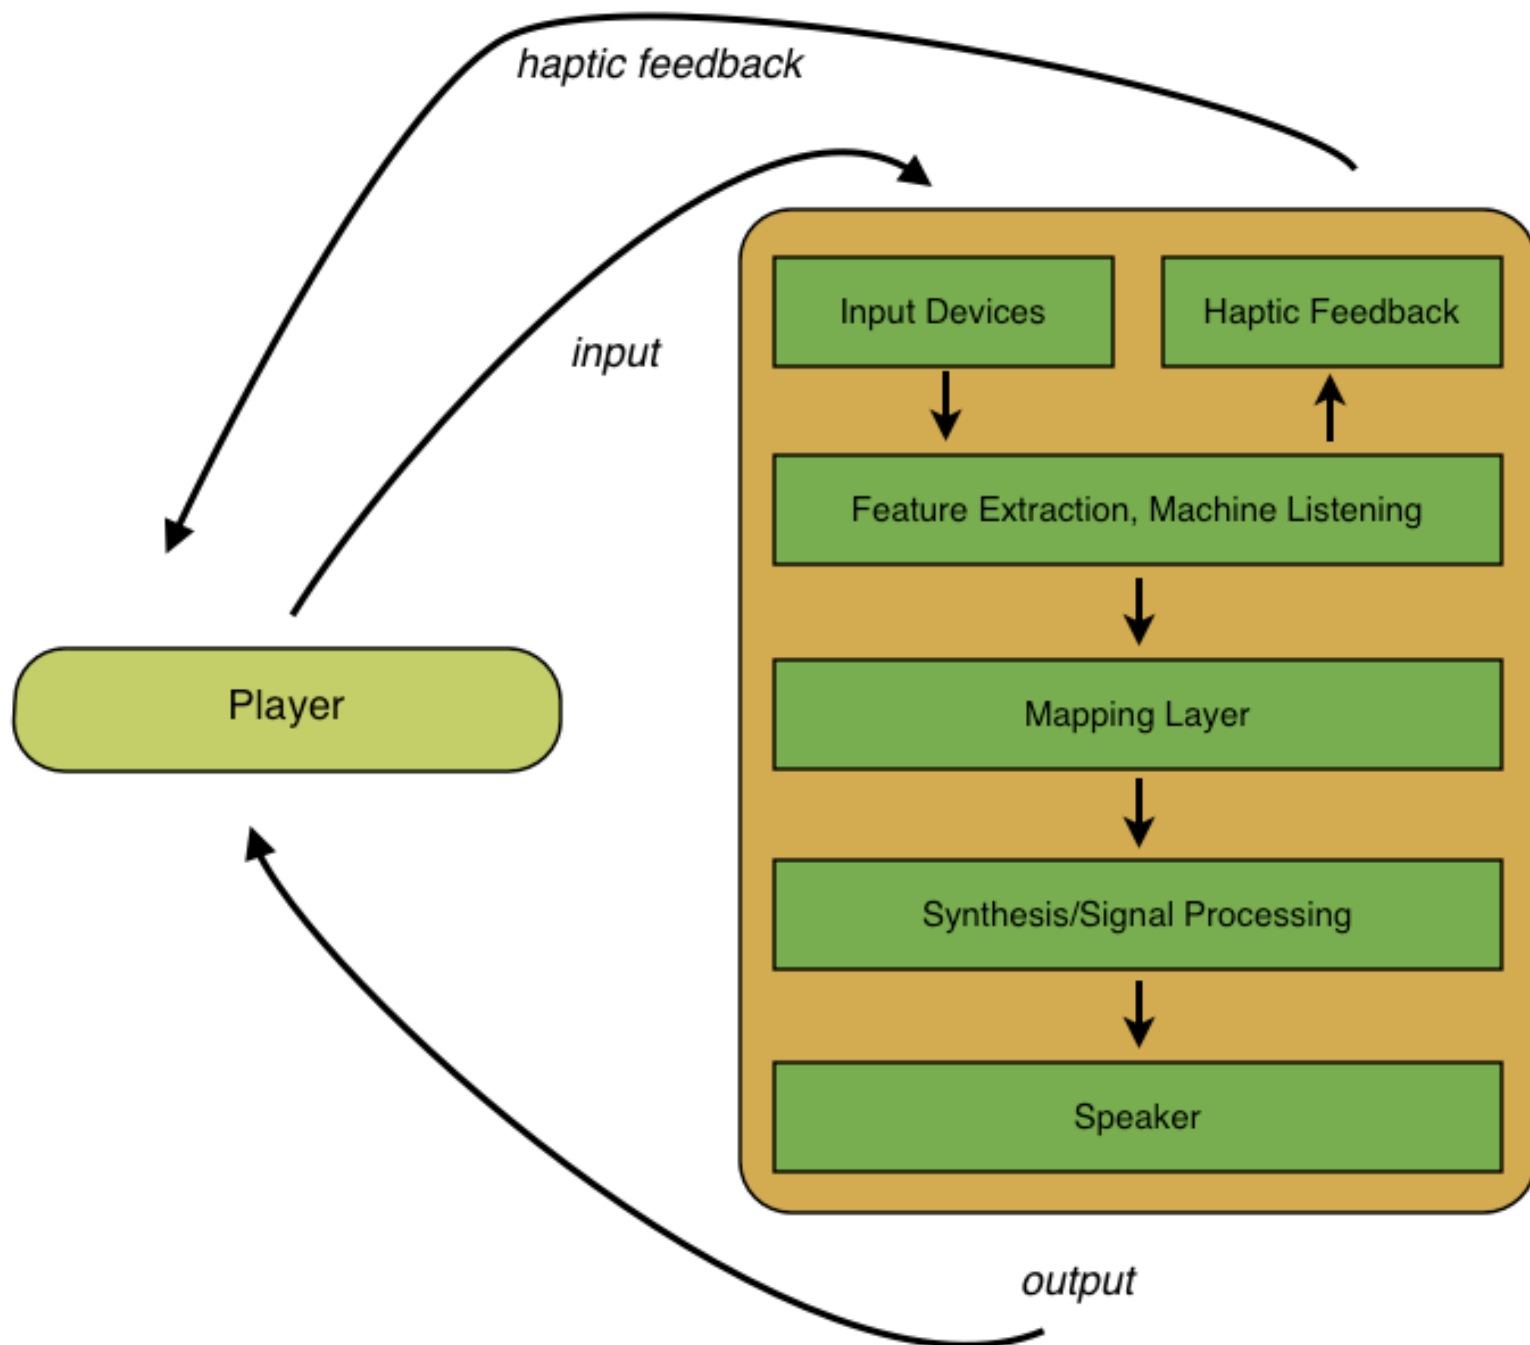 haptic feedback
input
Input Devices
Haptic Feedback
Feature Extraction, Machine Listening
Player
Mapping Layer
Synthesis/Signal Processing
Speaker
output